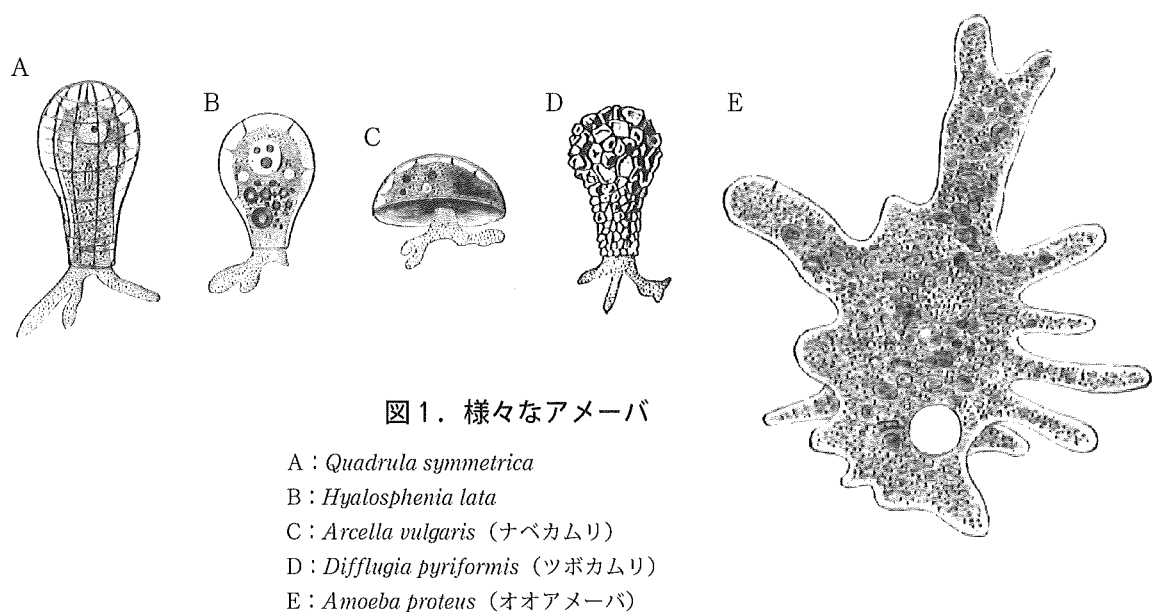 A
B
C
D
E
図1．様々なアメーバ
A：Quadrula symmetrica
B：Hyalosphenia lata
C：Arcella vulgaris（ナベカムリ）
D：Difflugia pyriformis（ツボカムリ）
E：Amoeba proteus（オオアメーバ）